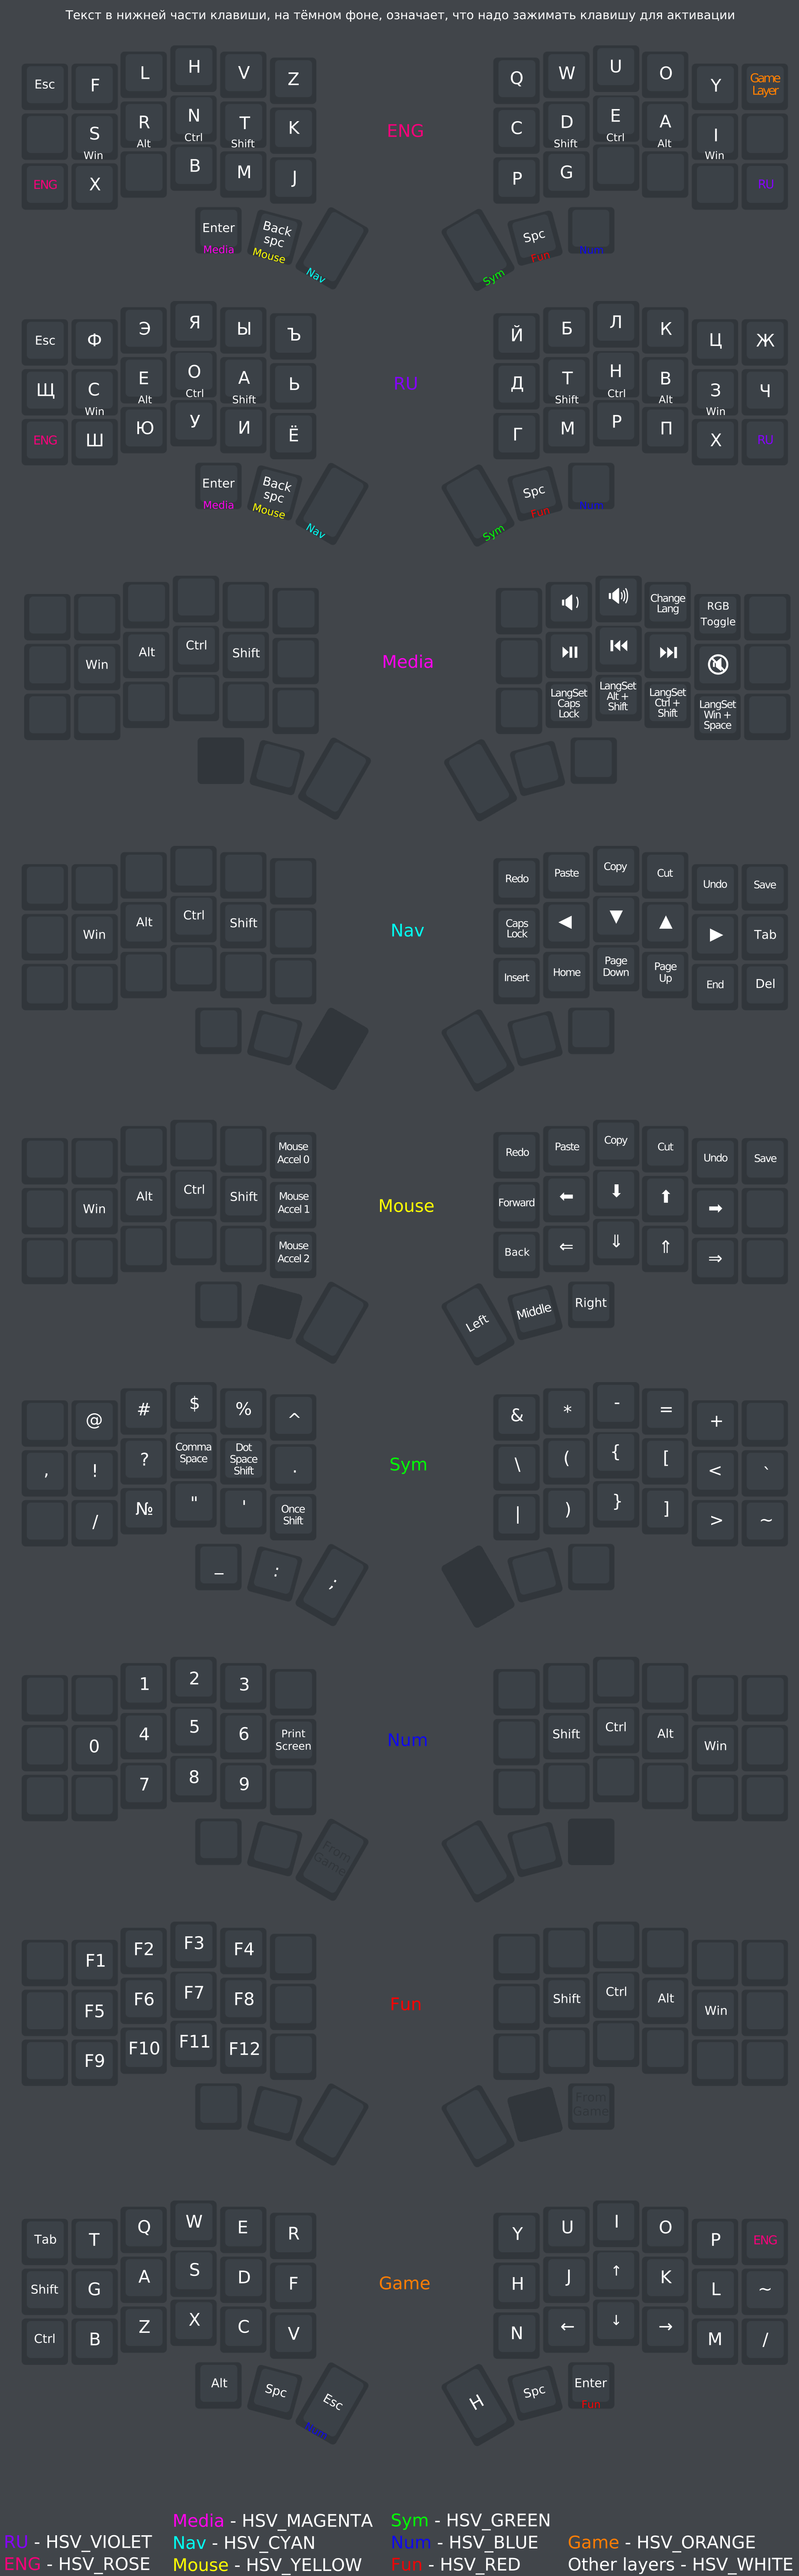 Текст в нижней части клавиши, на тёмном фоне, означает, что надо зажимать клавишу для активации
Esc F L H V Z Q W U O Y Game Layer
S Win R Alt N Ctrl T Shift K ENG C D Shift E Ctrl A Alt I Win
ENG X B M J P G RU
Enter Media Back spc Mouse Nav Sym Spc Fun Num
Esc Ф Э Я Ы Ъ Й Б Л К Ц Ж
Щ С Win Е Alt О Ctrl А Shift Ь RU Д Т Shift Н Ctrl В Alt З Win Ч
ENG Ш Ю У И Ё Г М Р П Х RU
Enter Media Back spc Mouse Nav Sym Spc Fun Num
Change Lang RGB Toggle
Win Alt Ctrl Shift Media
LangSet Caps Lock LangSet Alt + Shift LangSet Ctrl + Shift LangSet Win + Space
Redo Paste Copy Cut Undo Save
Win Alt Ctrl Shift Nav Caps Lock ◀ ▼ ▲ ▶ Tab
Insert Home Page Down Page Up End Del
Mouse Accel 0 Redo Paste Copy Cut Undo Save
Win Alt Ctrl Shift Mouse Accel 1 Mouse Forward ⬅ ⬇ ⬆ ➡
Mouse Accel 2 Back ⇐ ⇓ ⇑ ⇒
Left Middle Right
@ # $ % ^ & * - = +
, ! ? Comma Space Dot Space Shift . Sym \ ( { [ < `
/ № " ' Once Shift | ) } ] > ~
_ : ;
1 2 3
0 4 5 6 Print Screen Num Shift Ctrl Alt Win
7 8 9
From Game
F1 F2 F3 F4
F5 F6 F7 F8 Fun Shift Ctrl Alt Win
F9 F10 F11 F12
From Game
Tab T Q W E R Y U I O P ENG
Shift G A S D F Game H J ↑ K L ~
Ctrl B Z X C V N ← ↓ → M /
Alt Spc Esc Num H Spc Enter Fun
Media - HSV_MAGENTA Sym - HSV_GREEN
RU - HSV_VIOLET Nav - HSV_CYAN Num - HSV_BLUE Game - HSV_ORANGE
ENG - HSV_ROSE Mouse - HSV_YELLOW Fun - HSV_RED Other layers - HSV_WHITE